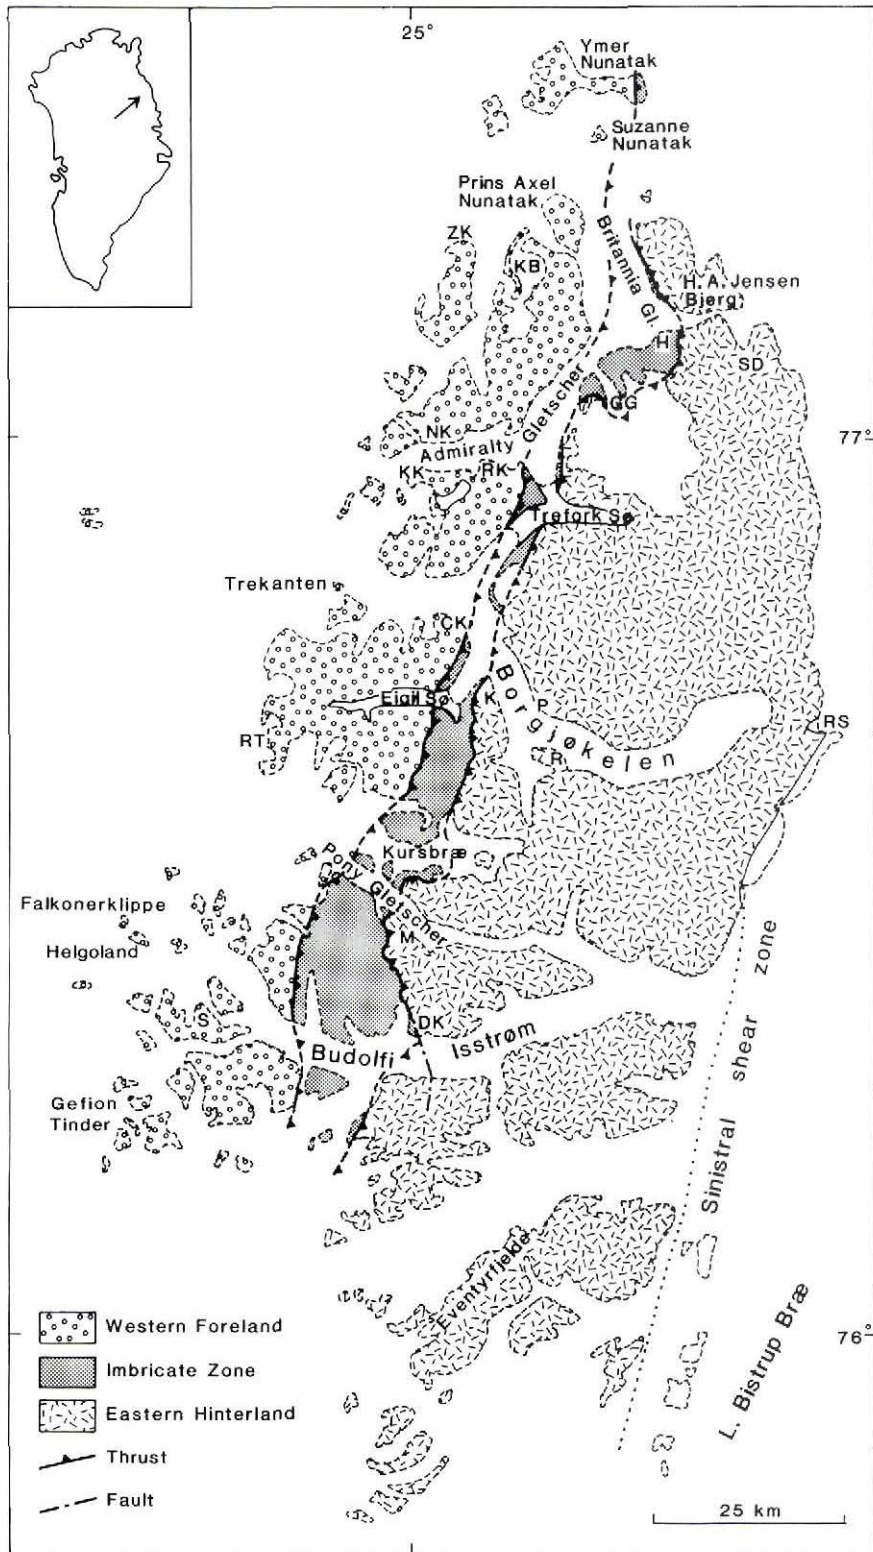 25°
Ymer
Nunatak
Suzanne
Nunatak
Prins Axel
Nunatak
ZK
KB
Britannia Gl.
H. A. Jensen
Bjerg
H
SD
GG
Gletscher
NK
Admiralty
77°
KK
RK
Trefork Sø
Trekanten
CK
Eigil Sø
K
P
Borgjøkelen
R
RS
RT
Kursbræ
Pony Gletscher
Falkonerklippe
M
Helgoland
S
DK
Budolfi
Isstrøm
Gefion
Tinder
Sinistral shear zone
Eventyrfjelde
Western Foreland
76°
Imbricate Zone
Eastern Hinterland
L. Bistrup Bræ
Thrust
Fault
25 km